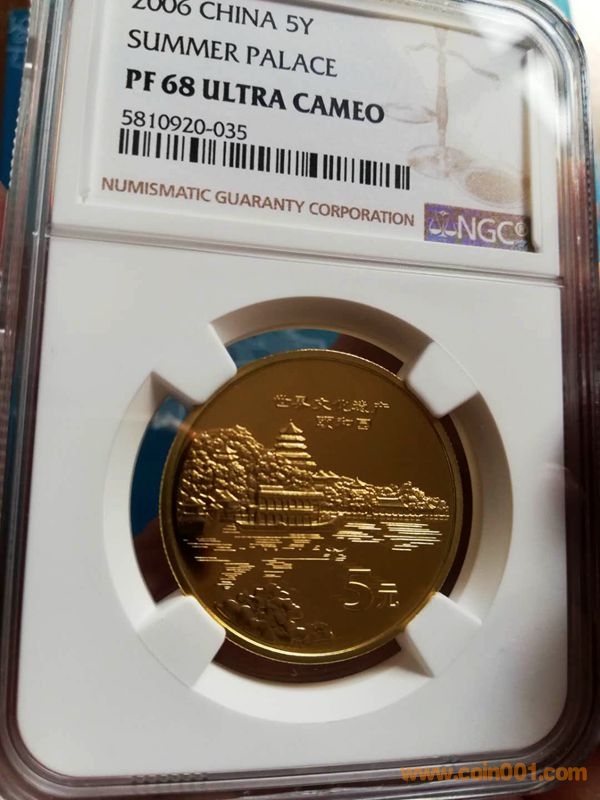 2006 CHINA 5Y
SUMMER PALACE
PF 68 ULTRA CAMEO
5810920-035
NUMISMATIC GUARANTY CORPORATION
NGC®
世界文化遗产
颐和园
5元
www.coin001.com